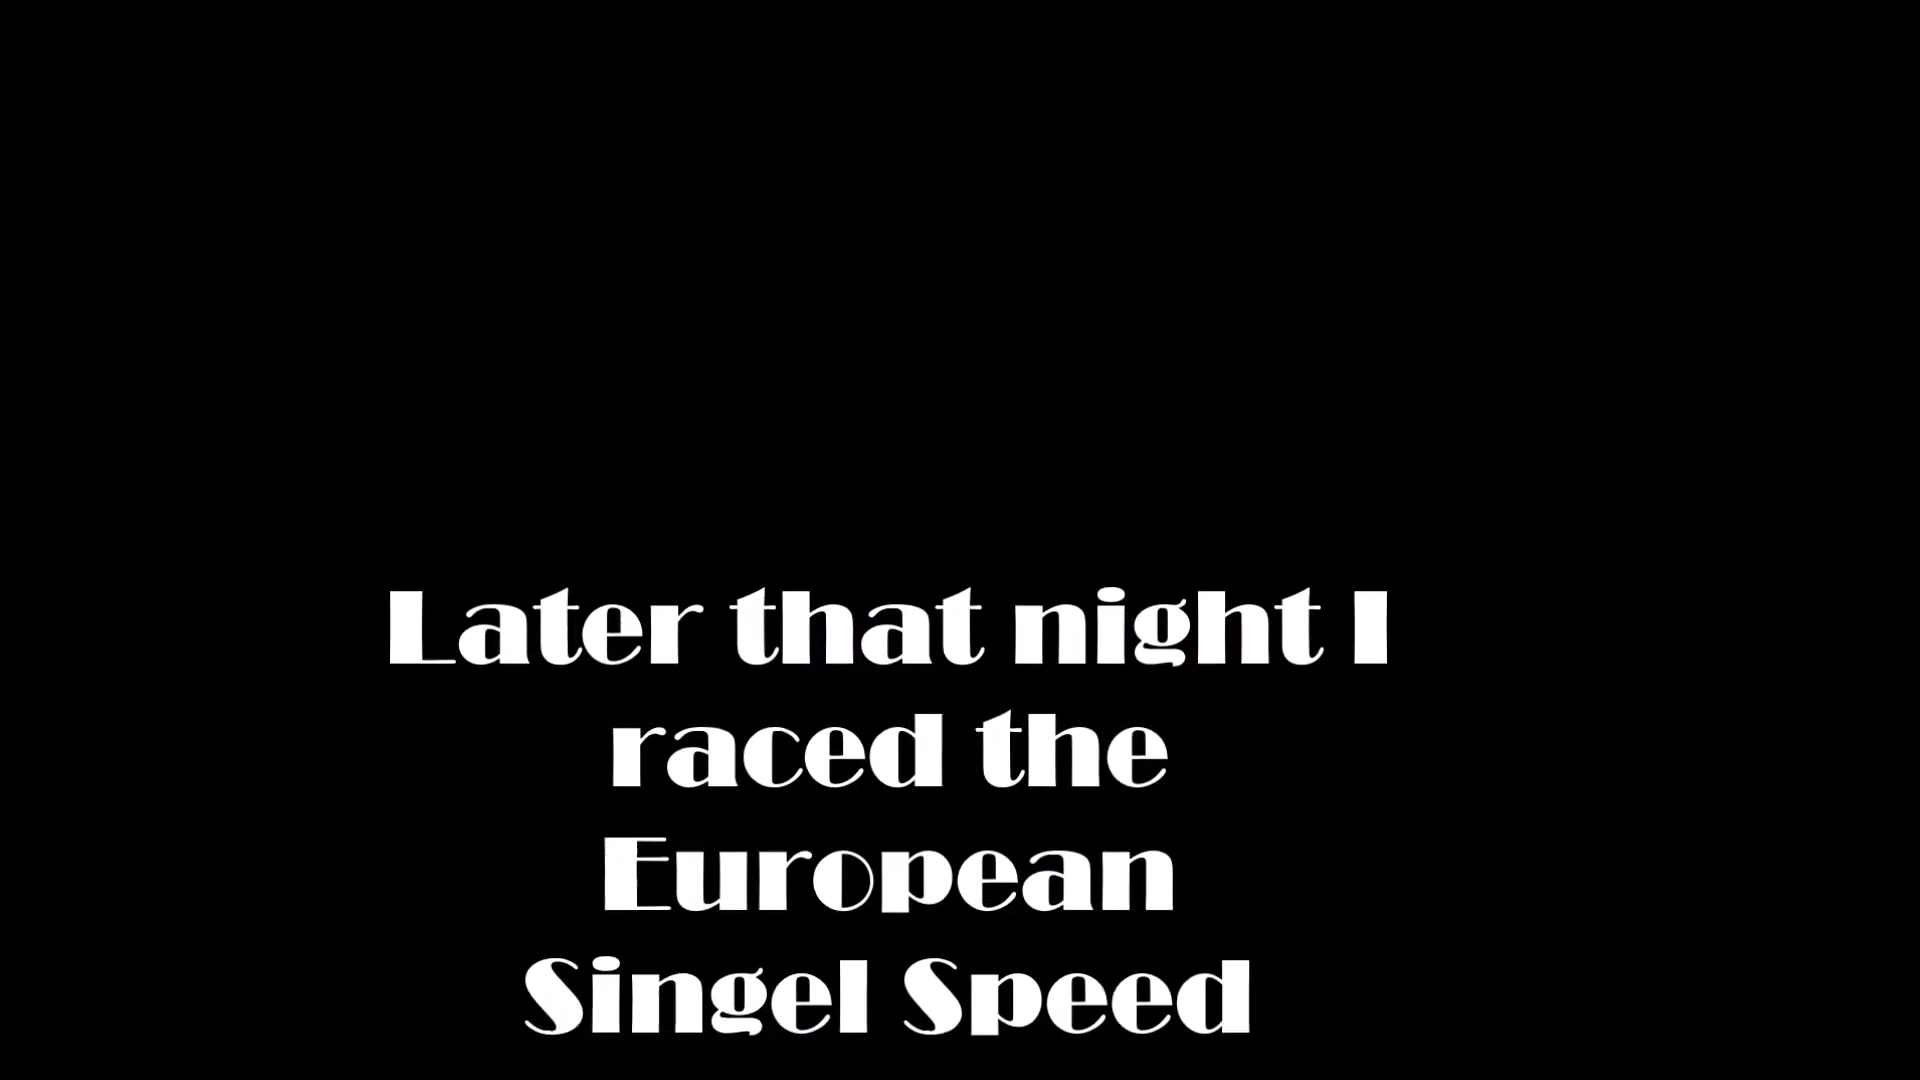 Later that night I
raced the
European
Singel Speed